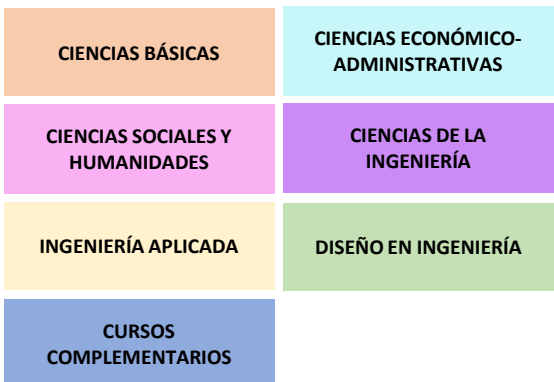 CIENCIAS BÁSICAS
CIENCIAS ECONÓMICO-
ADMINISTRATIVAS
CIENCIAS SOCIALES Y
HUMANIDADES
CIENCIAS DE LA
INGENIERÍA
INGENIERÍA APLICADA
DISEÑO EN INGENIERÍA
CURSOS
COMPLEMENTARIOS